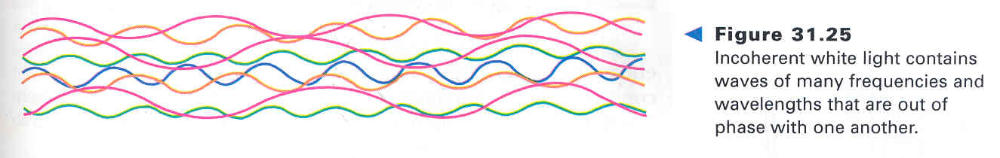 Figure 31.25
Incoherent white light contains
waves of many frequencies and
wavelengths that are out of
phase with one another.